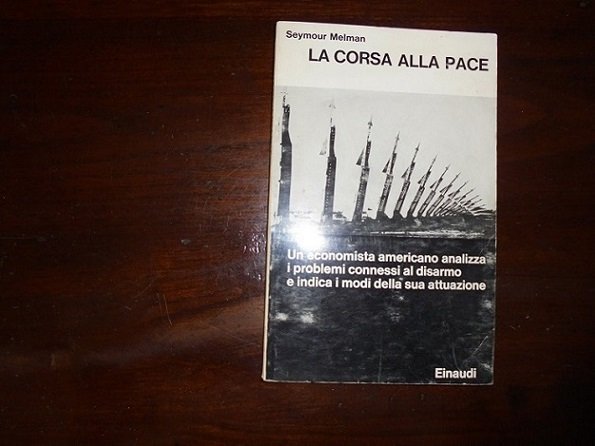 Seymour Melman
LA CORSA ALLA PACE
Un economista americano analizza
i problemi connessi al disarmo
e indica i modi della sua attuazione
Einaudi